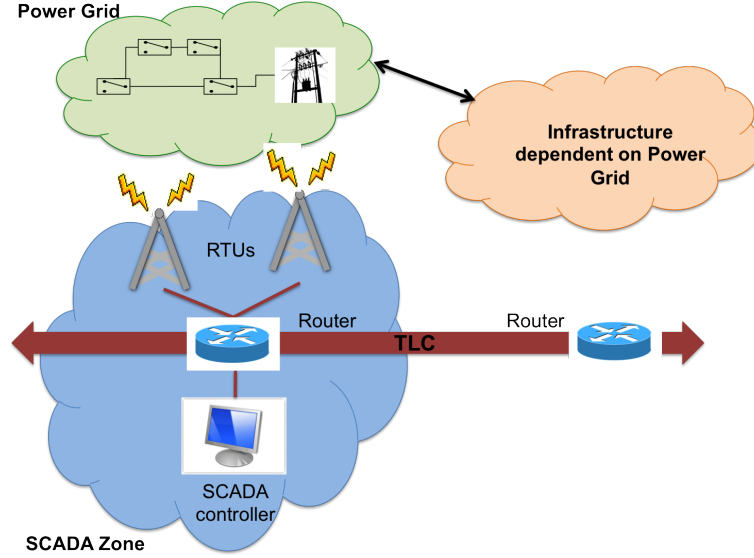 Power Grid
Infrastructure
dependent on Power
Grid
RTUs
Router
Router
TLC
SCADA
controller
SCADA Zone